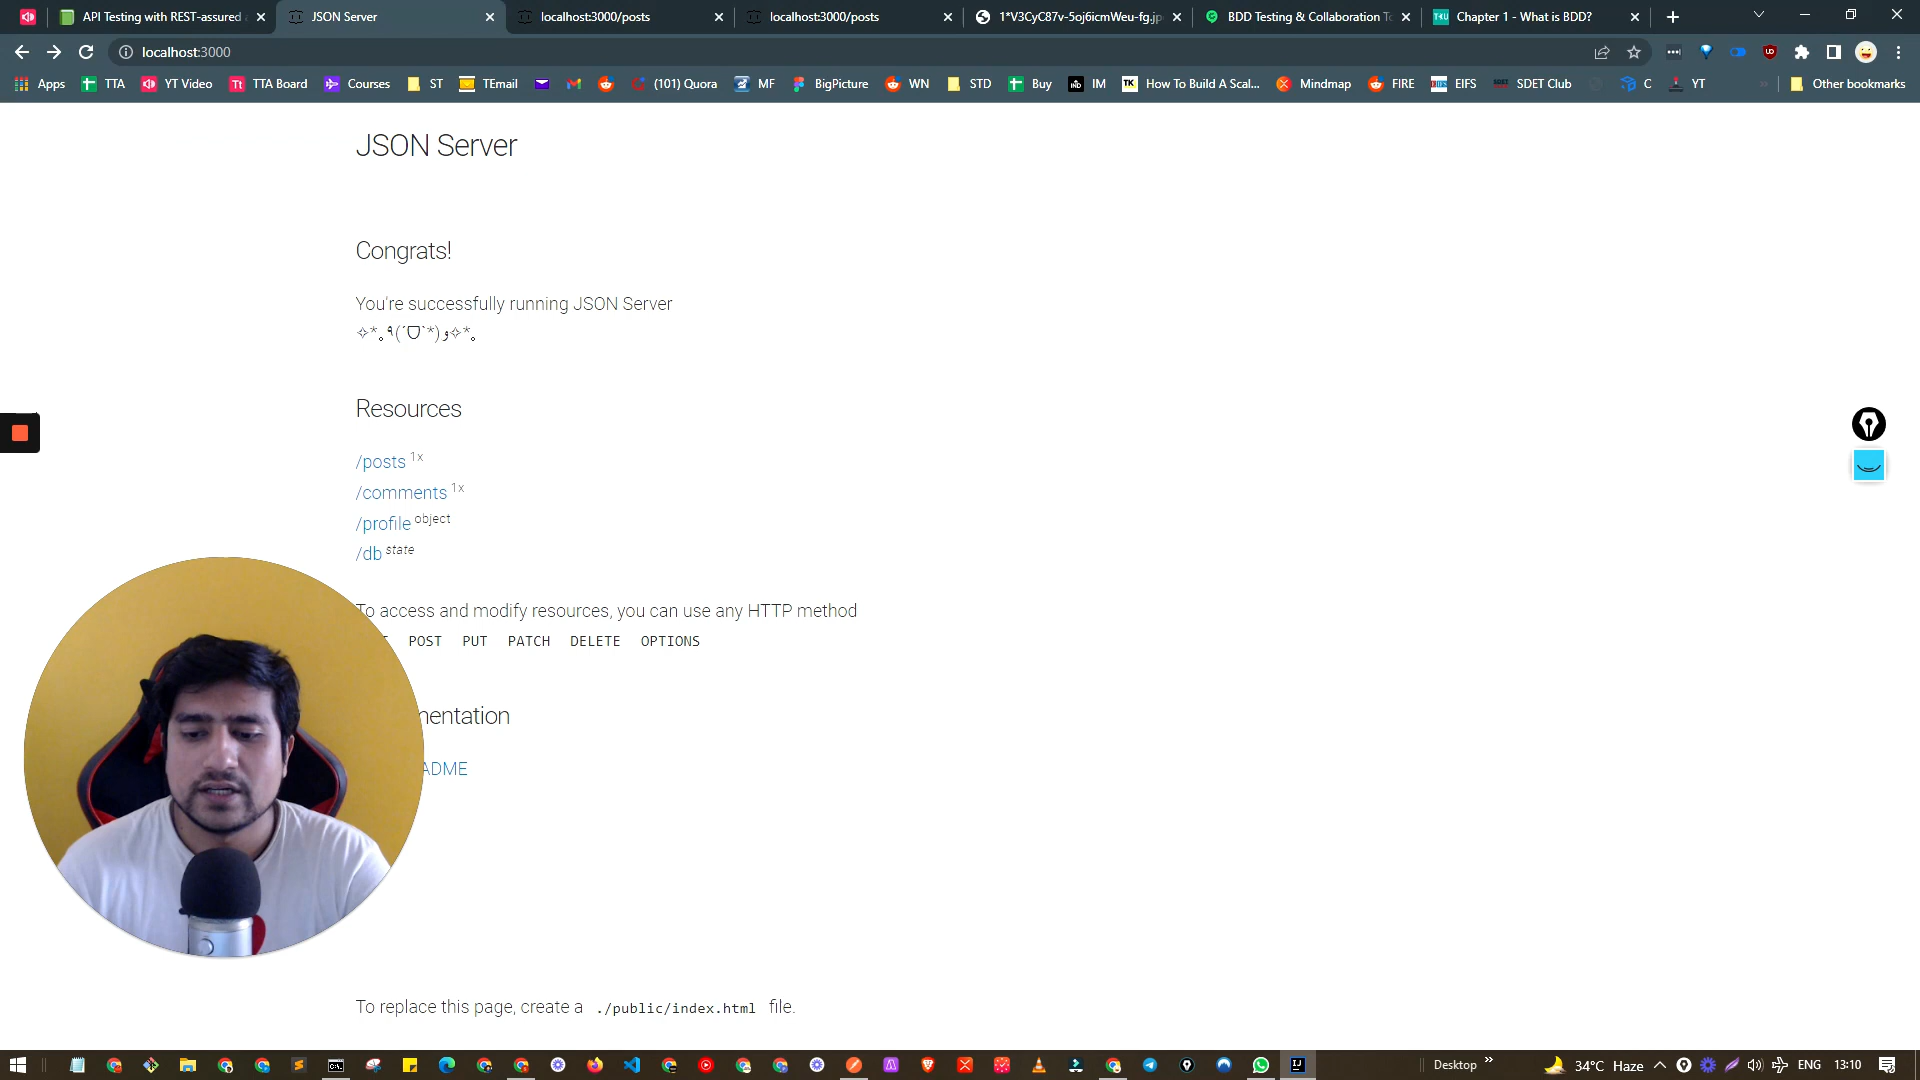 API Testing with REST-assured
JSON Server
localhost:3000/posts
localhost:3000/posts
1*V3CyC87v-5oj6icmWeu-fg.jp
BDD Testing & Collaboration To
Chapter 1 - What is BDD?
localhost:3000
Apps
TTA
YT Video
TTA Board
Courses
ST
TEmail
(101) Quora
MF
BigPicture
WN
STD
Buy
IM
How To Build A Scal...
Mindmap
FIRE
EIFS
SDET Club
C
YT
Other bookmarks
JSON Server
Congrats!
You're successfully running JSON Server
✧*｡٩(ˊᗜˋ*)و✧*｡
Resources
/posts 1x
/comments 1x
/profile object
/db state
To access and modify resources, you can use any HTTP method
POST PUT PATCH DELETE OPTIONS
mentation
ADME
To replace this page, create a ./public/index.html file.
Desktop
34°C Haze
ENG
13:10